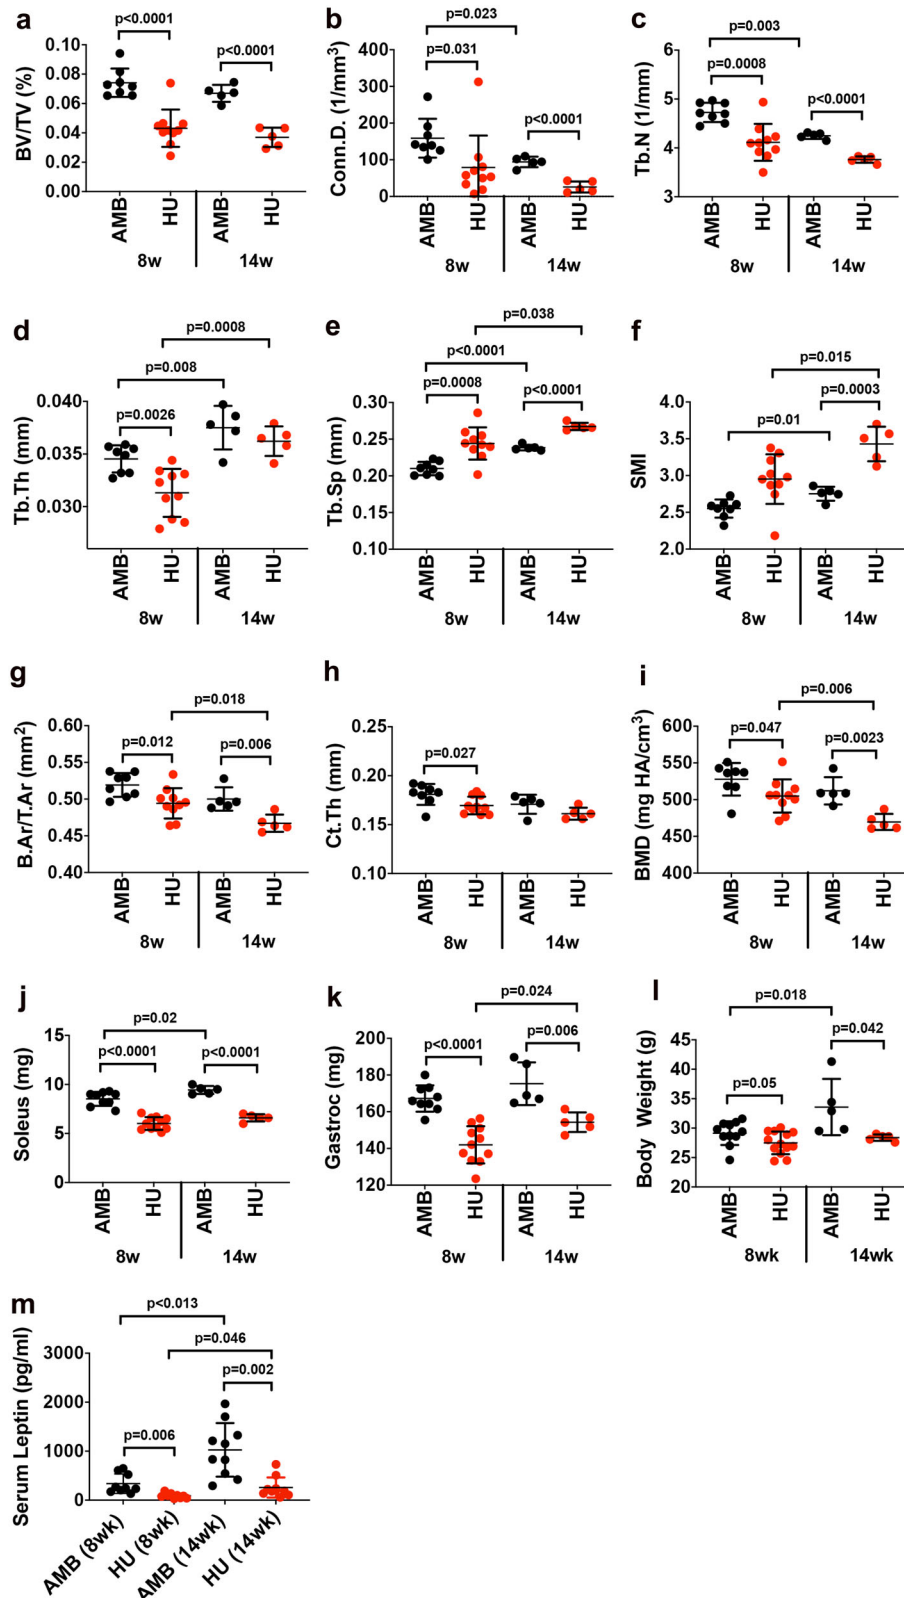 a
p<0.0001
p<0.0001
BV/TV (%)
0.10
0.08
0.06
0.04
0.02
0.00
AMB
HU
AMB
HU
8w
14w
b
p=0.023
p=0.031
p<0.0001
Conn.D. (1/mm³)
400
300
200
100
0
AMB
HU
AMB
HU
8w
14w
c
p=0.003
p=0.0008
p<0.0001
Tb.N (1/mm)
6
5
4
3
AMB
HU
AMB
HU
8w
14w
d
p=0.0008
p=0.008
p=0.0026
Tb.Th (mm)
0.040
0.035
0.030
AMB
HU
AMB
HU
8w
14w
e
p=0.038
p<0.0001
p=0.0008
p<0.0001
Tb.Sp (mm)
0.30
0.25
0.20
0.15
0.10
AMB
HU
AMB
HU
8w
14w
f
p=0.015
p=0.0003
p=0.01
SMI
4.0
3.5
3.0
2.5
2.0
AMB
HU
AMB
HU
8w
14w
g
p=0.018
p=0.012
p=0.006
B.Ar/T.Ar (mm²)
0.60
0.55
0.50
0.45
0.40
AMB
HU
AMB
HU
8w
14w
h
p=0.027
Ct.Th (mm)
0.25
0.20
0.15
0.10
AMB
HU
AMB
HU
8w
14w
i
p=0.006
p=0.047
p=0.0023
BMD (mg HA/cm³)
600
550
500
450
400
AMB
HU
AMB
HU
8w
14w
j
p=0.02
p<0.0001
p<0.0001
Soleus (mg)
15
10
5
0
AMB
HU
AMB
HU
8w
14w
k
p=0.024
p<0.0001
p=0.006
Gastroc (mg)
200
180
160
140
120
AMB
HU
AMB
HU
8w
14w
l
p=0.018
p=0.042
p=0.05
Body Weight (g)
45
40
35
30
25
20
AMB
HU
AMB
HU
8wk
14wk
m
p<0.013
p=0.046
p=0.002
p=0.006
Serum Leptin (pg/ml)
3000
2000
1000
0
AMB (8wk)
HU (8wk)
AMB (14wk)
HU (14wk)